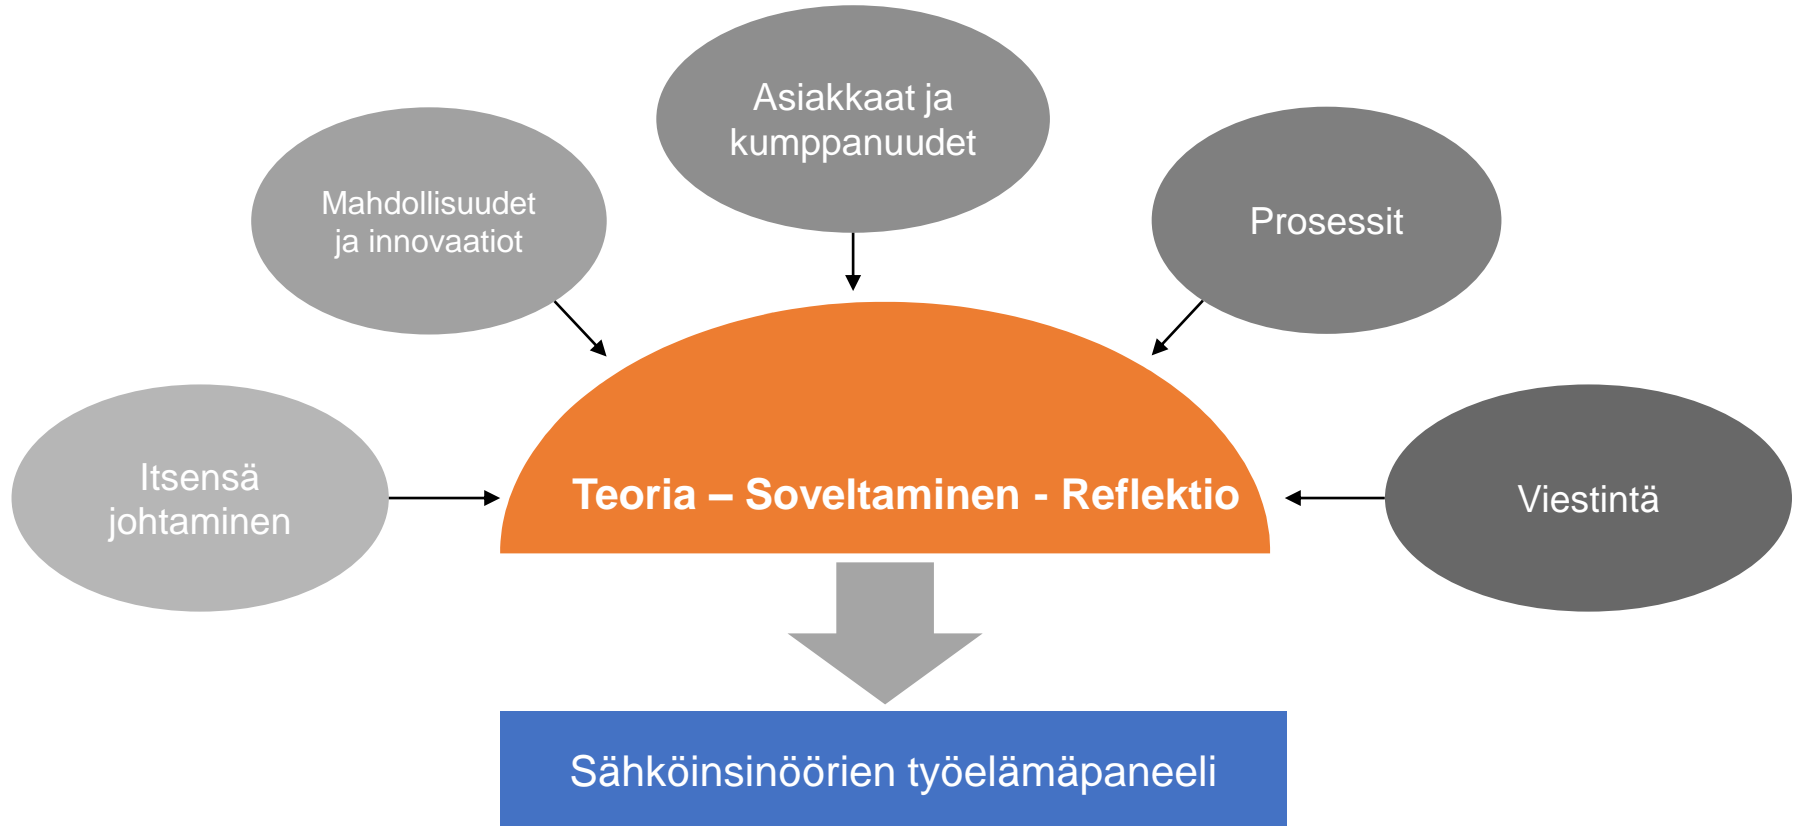 Asiakkaat ja
kumppanuudet
Mahdollisuudet
ja innovaatiot
Prosessit
Itsensä
johtaminen
Teoria – Soveltaminen - Reflektio
Viestintä
Sähköinsinöörien työelämäpaneeli